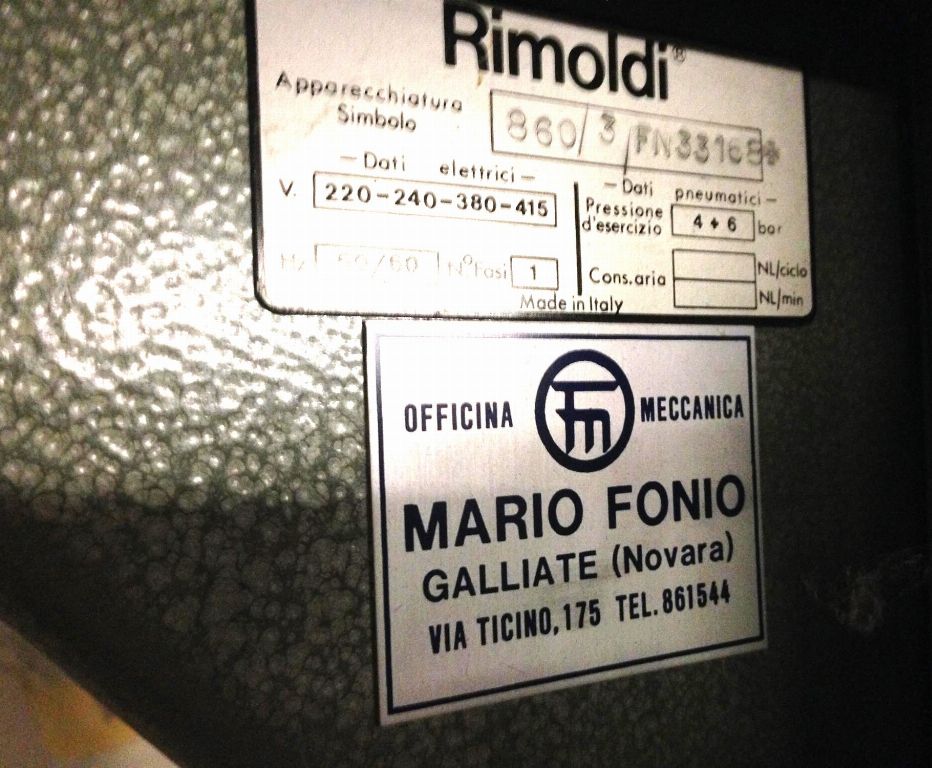 Rimoldi®
Apparecchiatura
Simbolo
860/3/FN
– Dati elettrici –
V. 220-240-380-415
Hz /60 N° Fasi 1
– Dati pneumatici –
Pressione
d'esercizio 4 ÷ 6 bar
Cons.aria NL/ciclo
NL/min
Made in Italy
OFFICINA MECCANICA
MARIO FONIO
GALLIATE (Novara)
VIA TICINO,175 TEL.861544